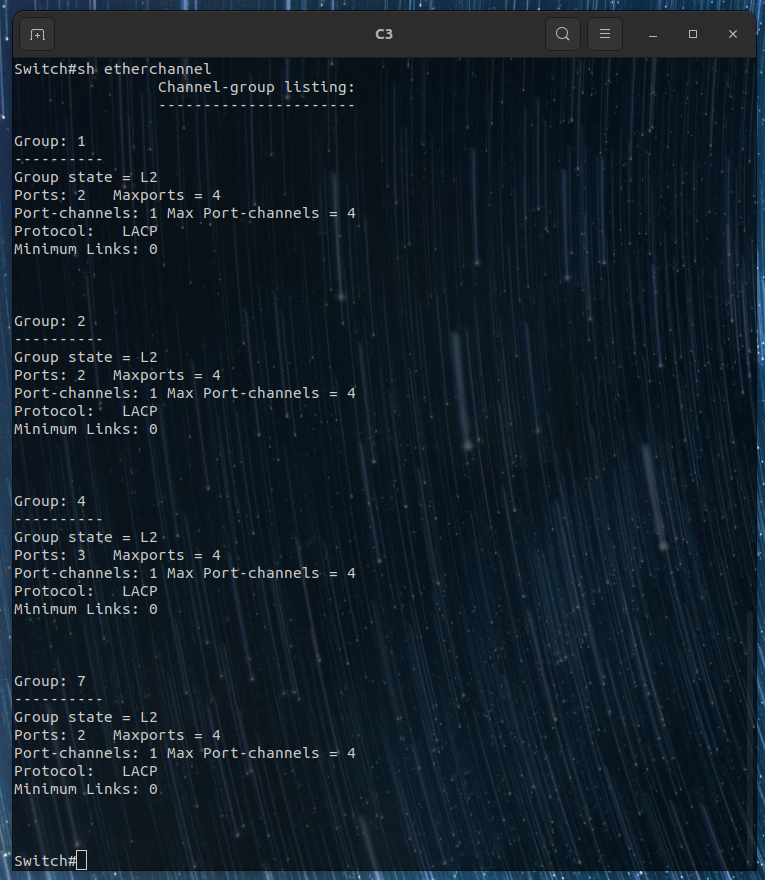 C3
Switch#sh etherchannel
                Channel-group listing:
                ----------------------

Group: 1
----------
Group state = L2
Ports: 2   Maxports = 4
Port-channels: 1 Max Port-channels = 4
Protocol:   LACP
Minimum Links: 0

Group: 2
----------
Group state = L2
Ports: 2   Maxports = 4
Port-channels: 1 Max Port-channels = 4
Protocol:   LACP
Minimum Links: 0

Group: 4
----------
Group state = L2
Ports: 3   Maxports = 4
Port-channels: 1 Max Port-channels = 4
Protocol:   LACP
Minimum Links: 0

Group: 7
----------
Group state = L2
Ports: 2   Maxports = 4
Port-channels: 1 Max Port-channels = 4
Protocol:   LACP
Minimum Links: 0

Switch#